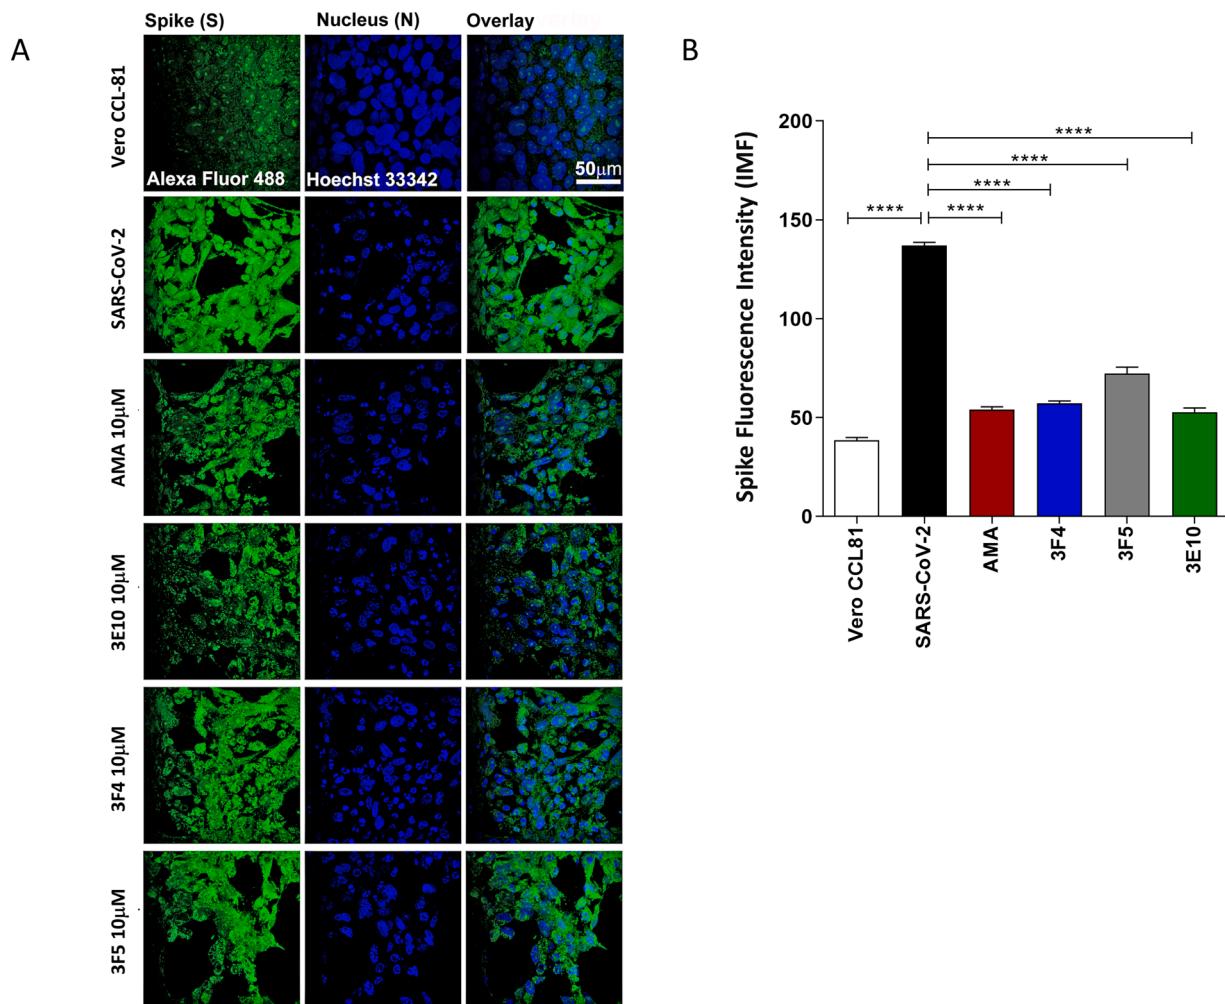 A
Spike (S) Nucleus (N) Overlay
Vero CCL-81
Alexa Fluor 488 Hoechst 33342 50μm
SARS-CoV-2
AMA 10μM
3E10 10μM
3F4 10μM
3F5 10μM
B
Spike Fluorescence Intensity (IMF)
200
150
100
50
0
****
****
****
**** ****
Vero CCL81
SARS-CoV-2
AMA
3F4
3F5
3E10